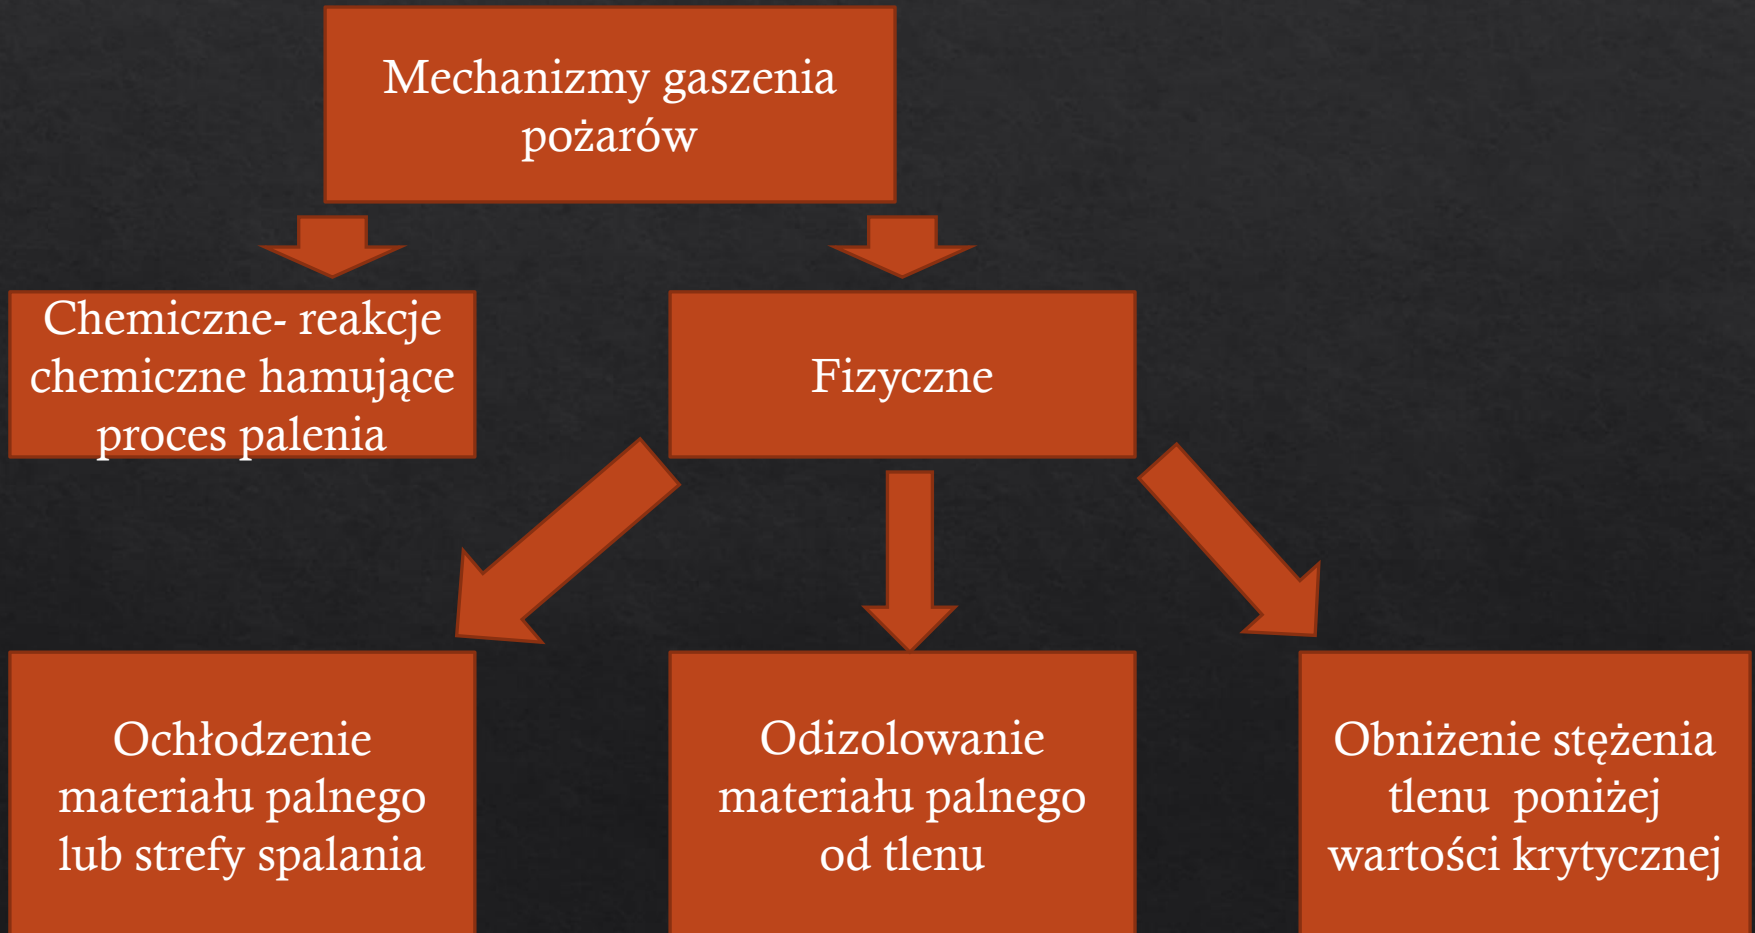 Mechanizmy gaszenia
pożarów
Chemiczne- reakcje
chemiczne hamujące
proces palenia
Fizyczne
Ochłodzenie
materiału palnego
lub strefy spalania
Odizolowanie
materiału palnego
od tlenu
Obniżenie stężenia
tlenu  poniżej
wartości krytycznej